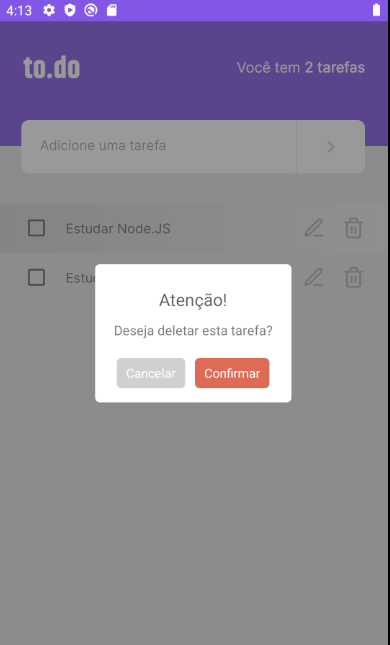 4:13
to.do
Você tem 2 tarefas
Adicione uma tarefa
Estudar Node.JS
Atenção!
Deseja deletar esta tarefa?
Cancelar
Confirmar